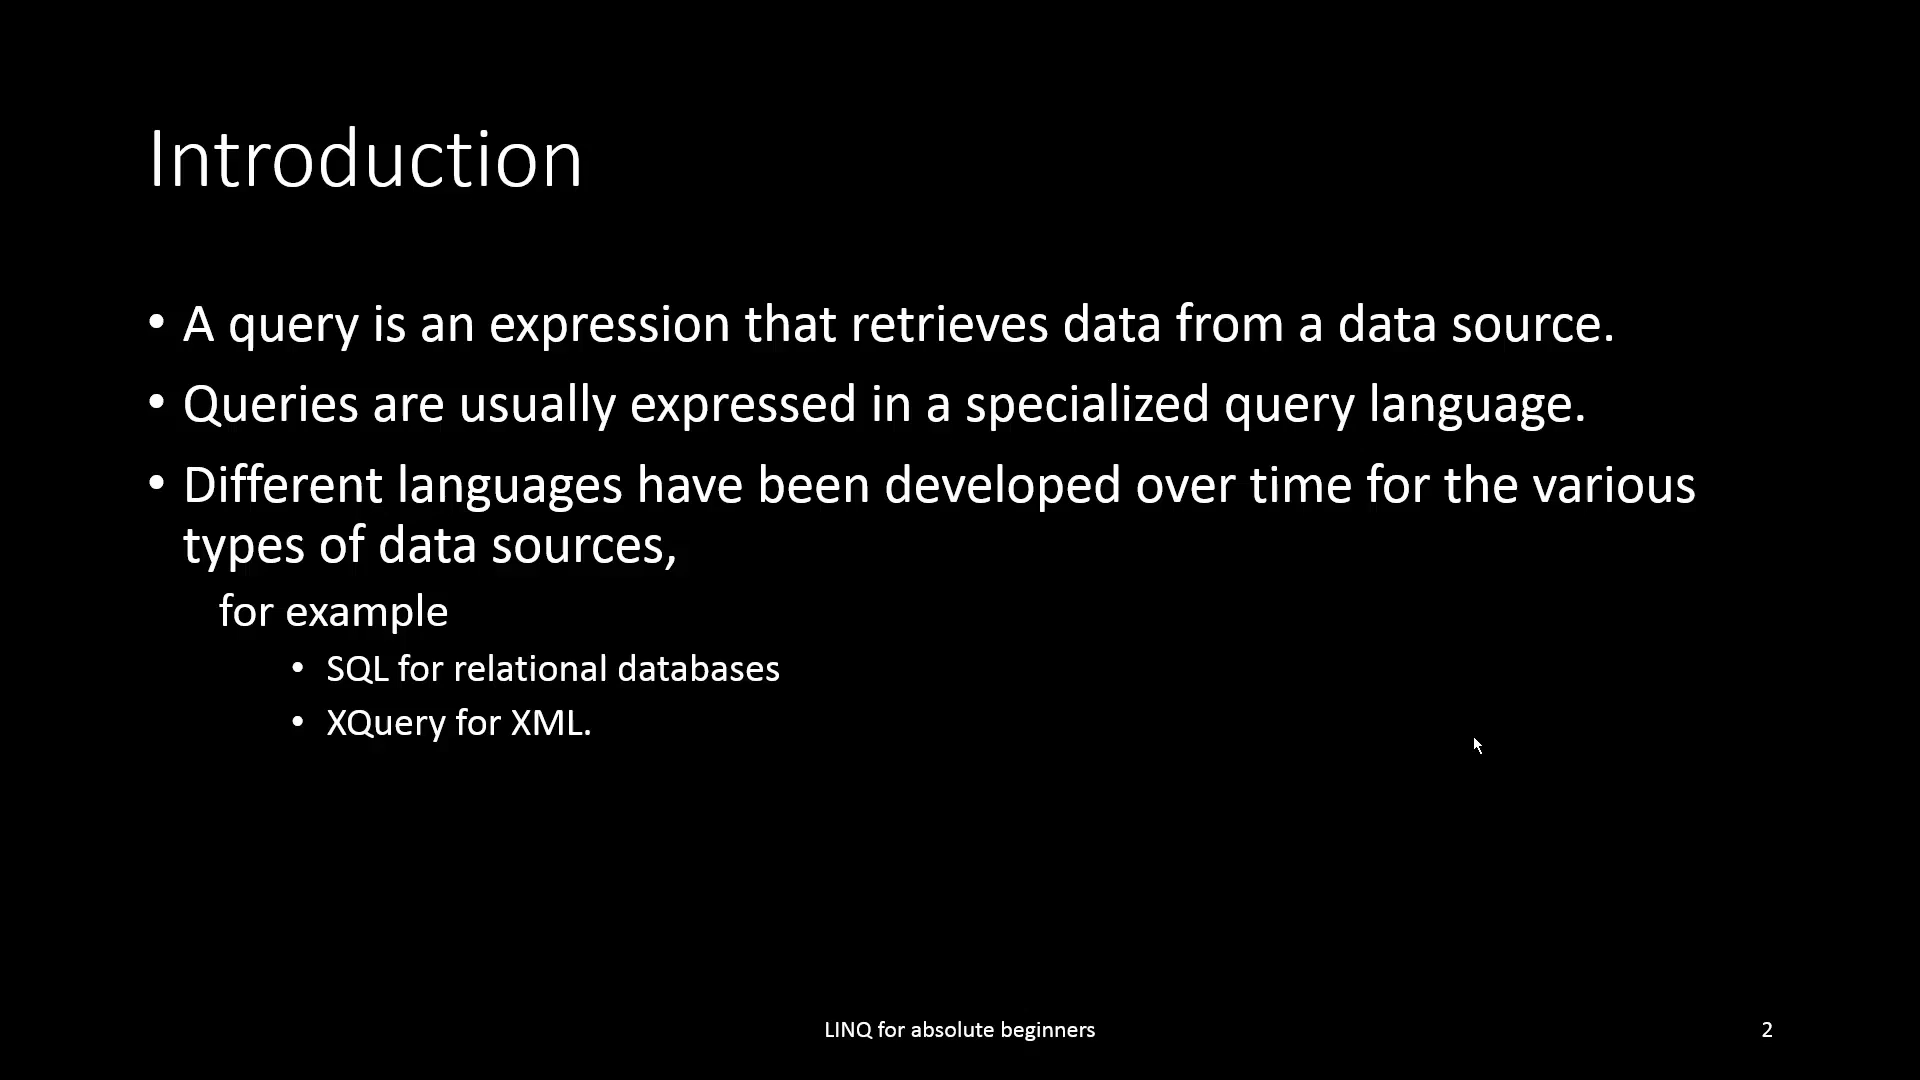 Introduction
• A query is an expression that retrieves data from a data source.
• Queries are usually expressed in a specialized query language.
• Different languages have been developed over time for the various
types of data sources,
for example
• SQL for relational databases
• XQuery for XML.
LINQ for absolute beginners
2